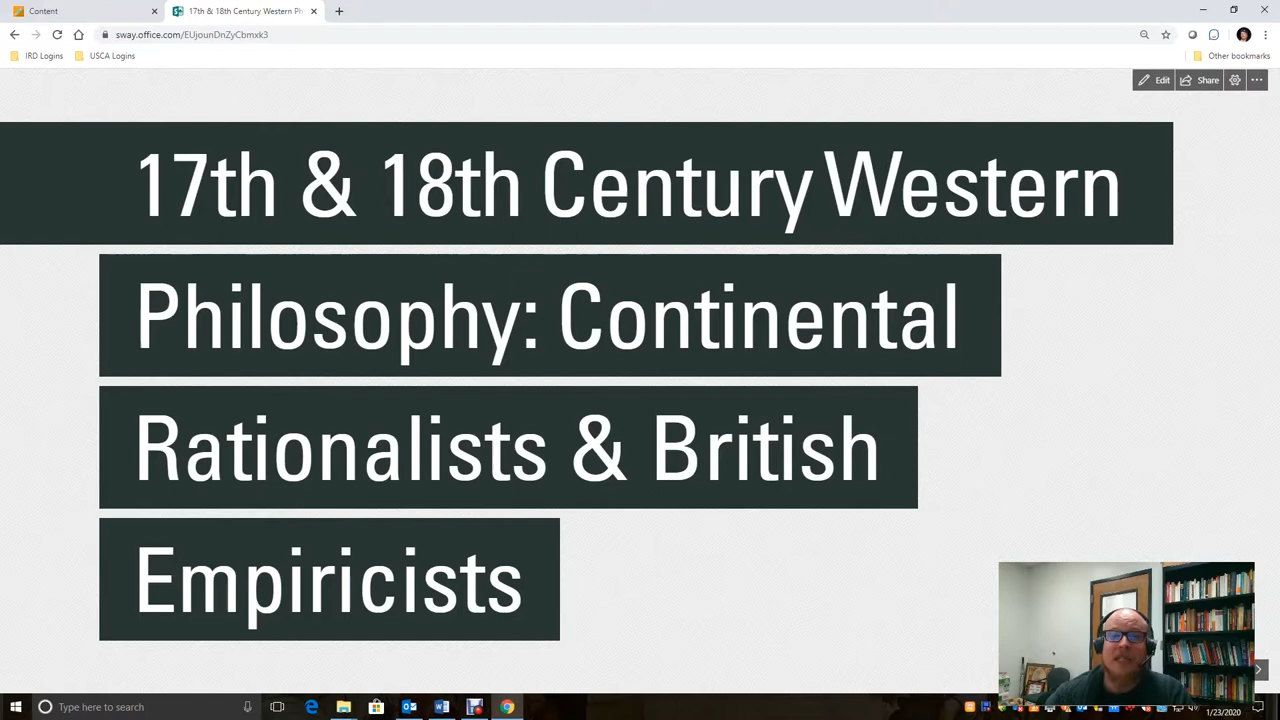 Content
17th & 18th Century Western Ph
sway.office.com/EUjounDnZyCbmxk3
IRD Logins
USCA Logins
Other bookmarks
Edit
Share
17th & 18th Century Western
Philosophy: Continental
Rationalists & British
Empiricists
Type here to search
1/23/2020